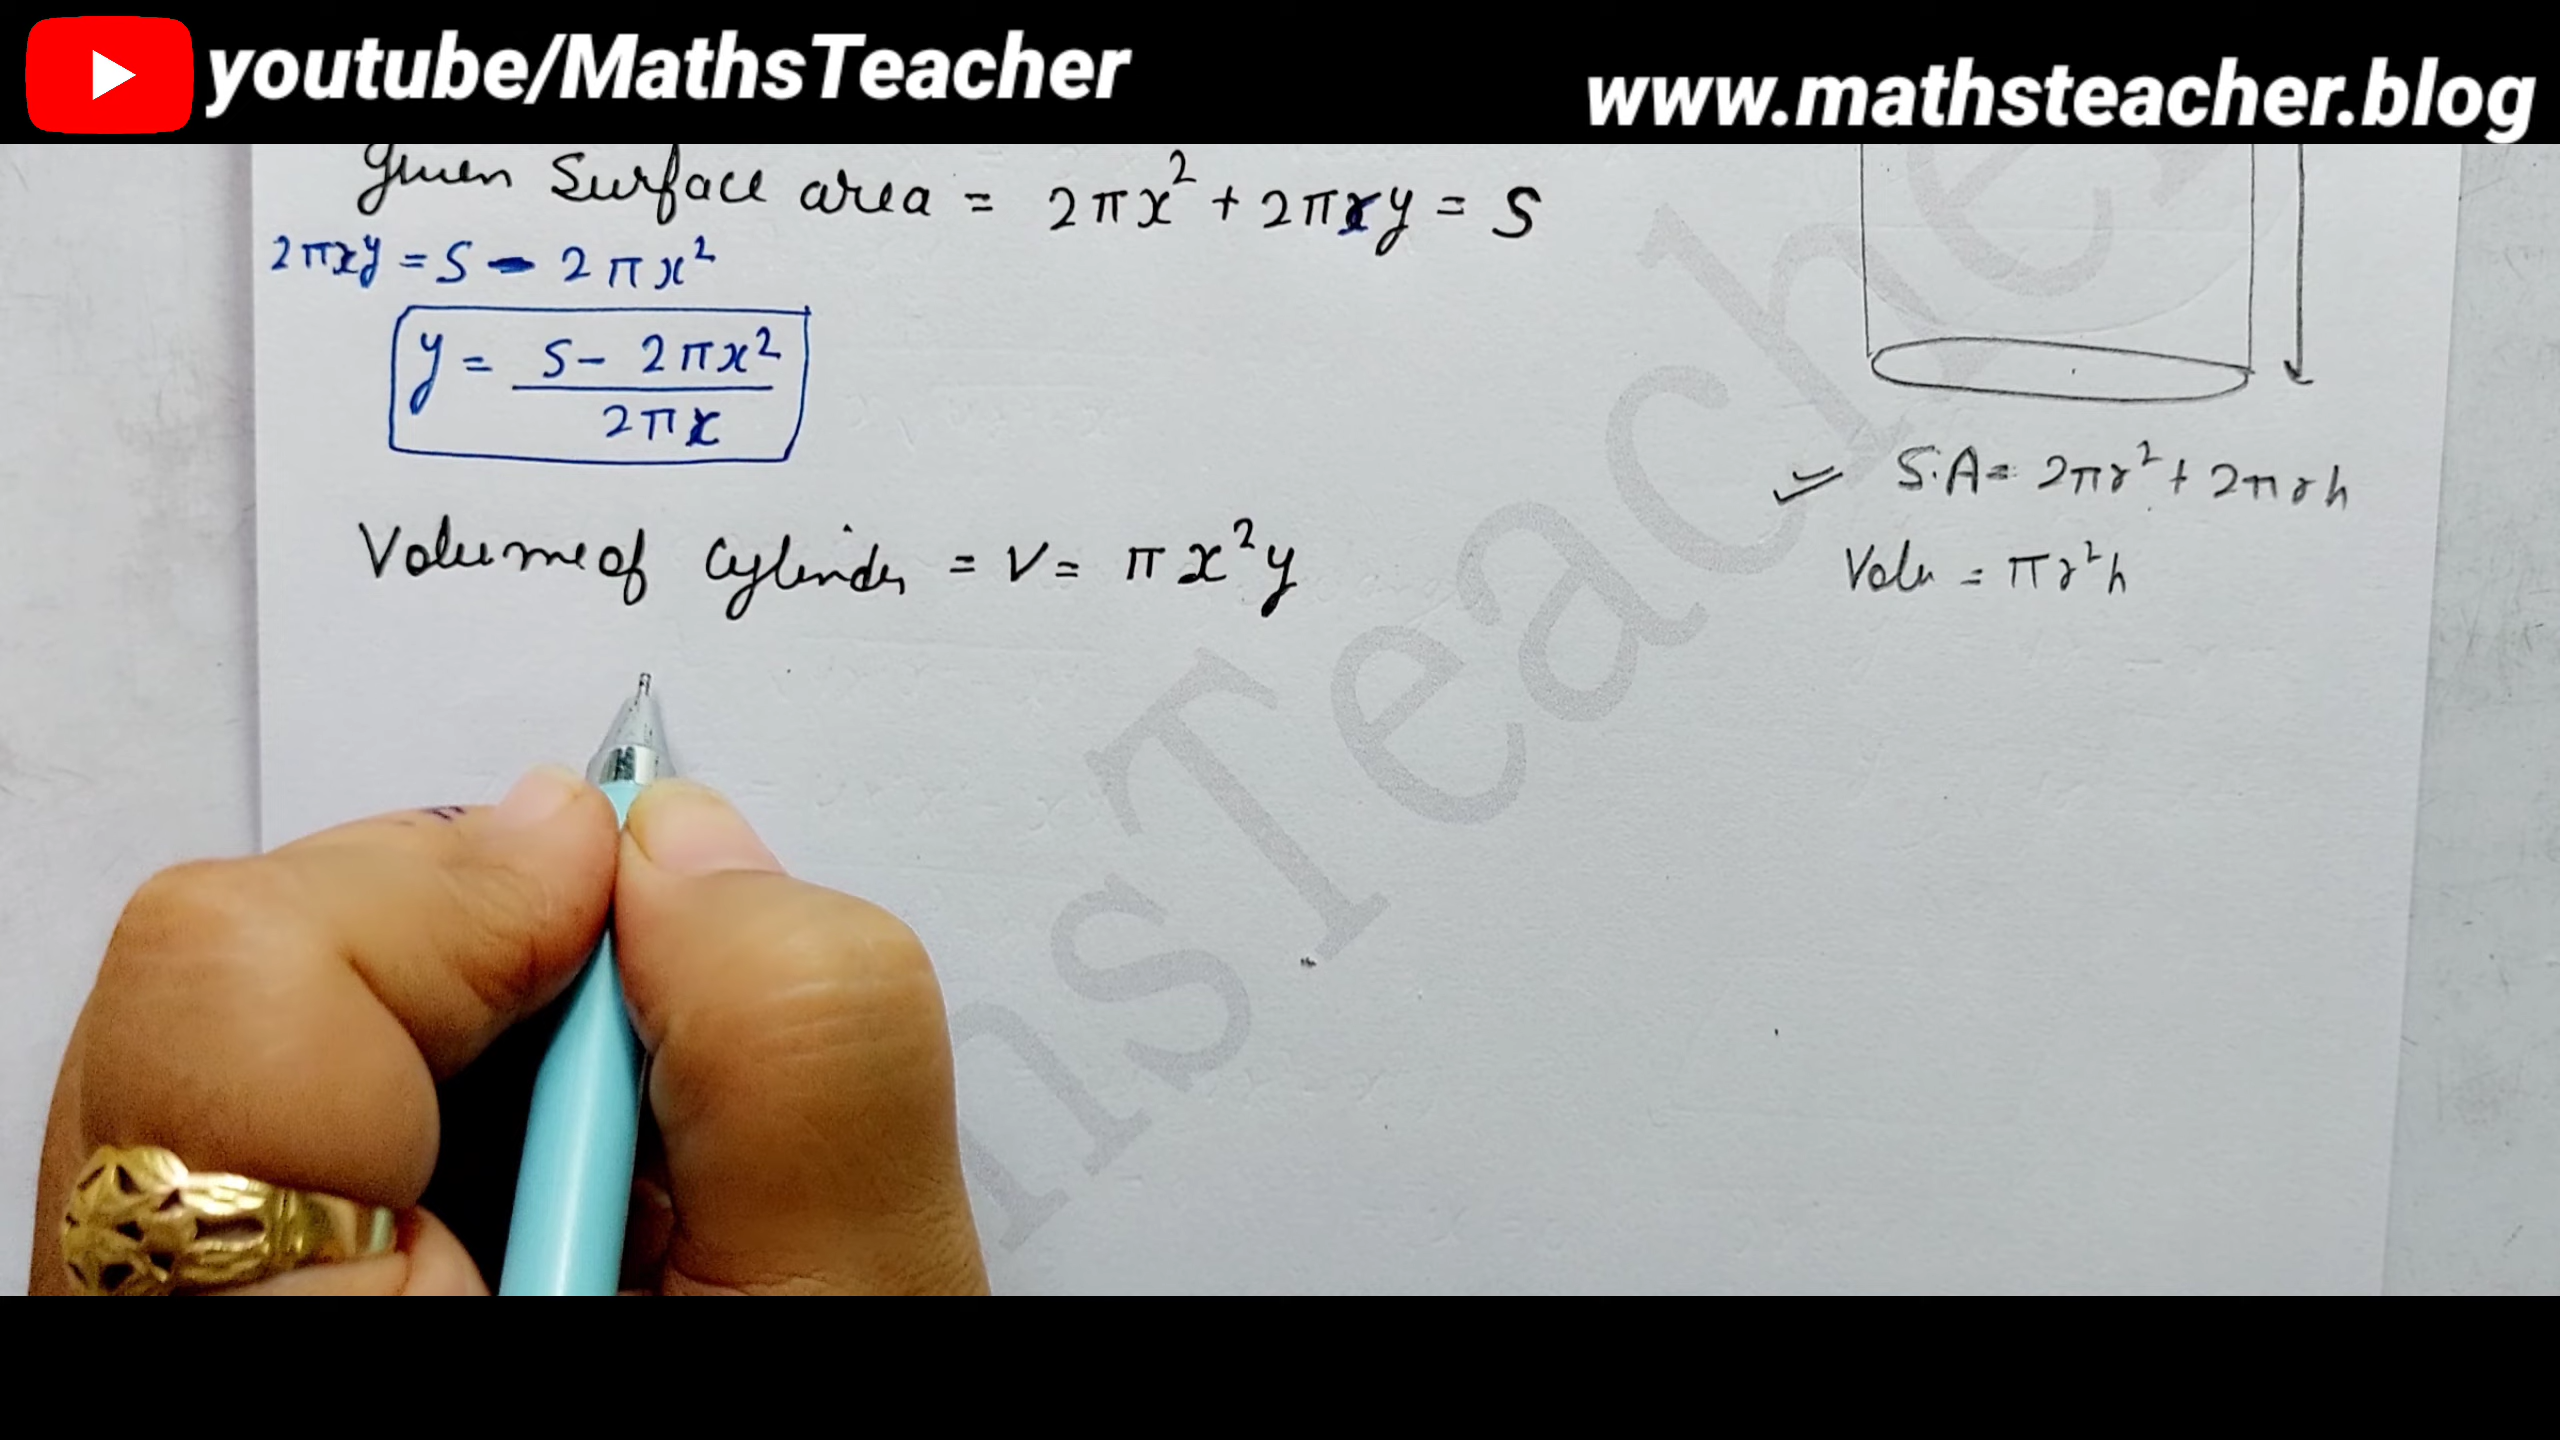 youtube/MathsTeacher
www.mathsteacher.blog
Given Surface area = 2πx² + 2πxy = S
2πxy = S - 2πx²
y = S - 2πx² / 2πx
Volume of Cylinder = V = πx²y
S.A = 2πr² + 2πrh
Volu = πr²h
sTeacher